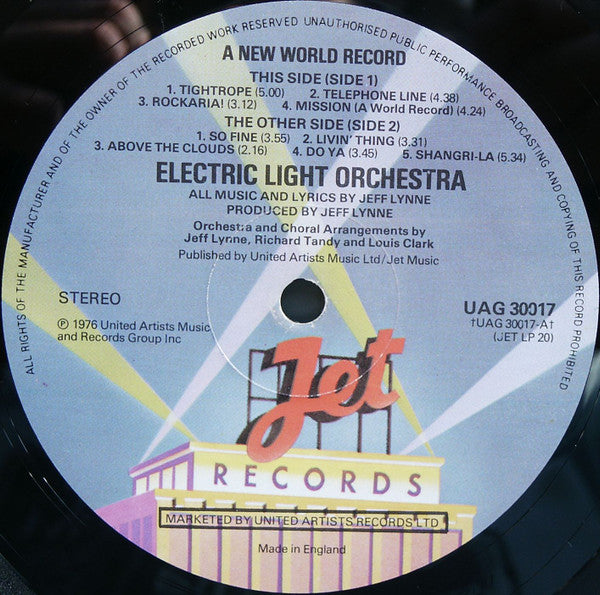 ALL RIGHTS OF THE MANUFACTURER AND OF THE OWNER OF THE RECORDED WORK RESERVED UNAUTHORISED PUBLIC PERFORMANCE BROADCASTING AND COPYING OF THIS RECORD PROHIBITED
A NEW WORLD RECORD
THIS SIDE (SIDE 1)
1. TIGHTROPE (5.00) 2. TELEPHONE LINE (4.38)
3. ROCKARIA! (3.12) 4. MISSION (A World Record) (4.24)
THE OTHER SIDE (SIDE 2)
1. SO FINE (3.55) 2. LIVIN' THING (3.31)
3. ABOVE THE CLOUDS (2.16) 4. DO YA (3.45) 5. SHANGRI-LA (5.34)
ELECTRIC LIGHT ORCHESTRA
ALL MUSIC AND LYRICS BY JEFF LYNNE
PRODUCED BY JEFF LYNNE
Orchestra and Choral Arrangements by
Jeff Lynne, Richard Tandy and Louis Clark
Published by United Artists Music Ltd/Jet Music
STEREO
UAG 30017
†UAG 30017-A†
(JET LP 20)
℗ 1976 United Artists Music
and Records Group Inc
Jet
RECORDS
MARKETED BY UNITED ARTISTS RECORDS LTD
Made in England